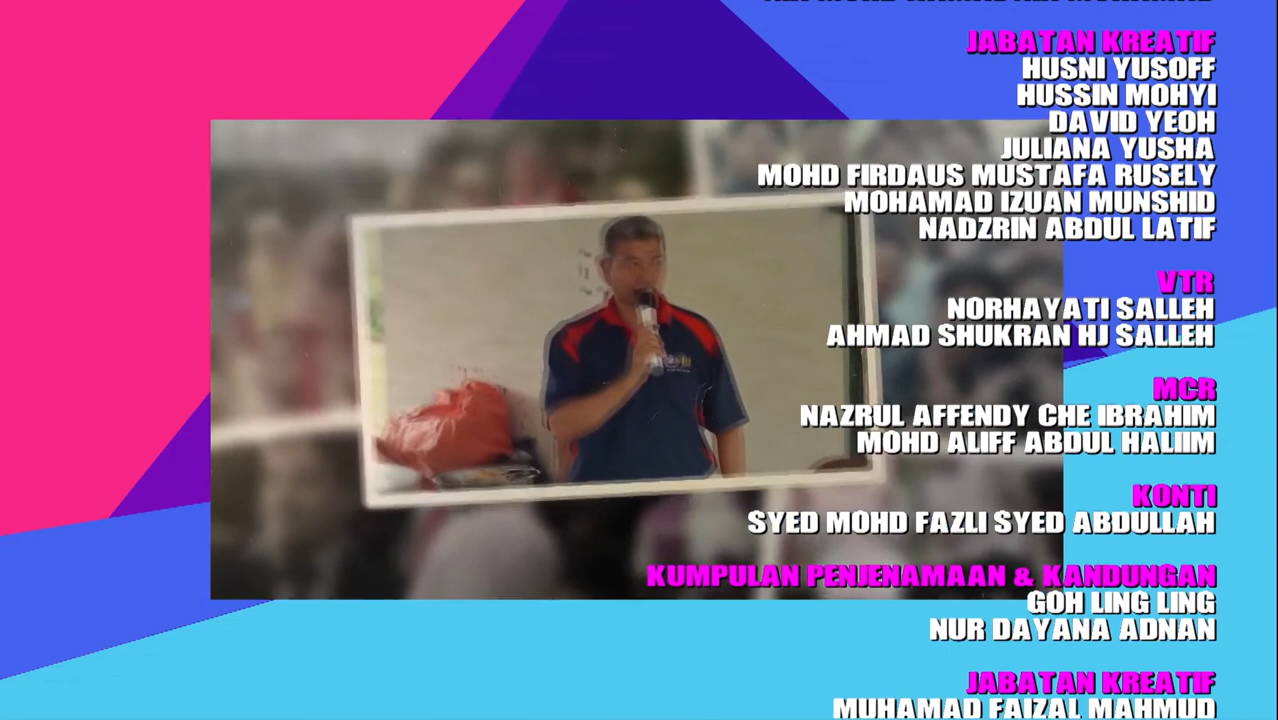 JABATAN KREATIF
HUSNI YUSOFF
HUSSIN MOHYI
DAVID YEOH
JULIANA YUSHA
MOHD FIRDAUS MUSTAFA RUSELY
MOHAMAD IZUAN MUNSHID
NADZRIN ABDUL LATIF
VTR
NORHAYATI SALLEH
AHMAD SHUKRAN HJ SALLEH
MCR
NAZRUL AFFENDY CHE IBRAHIM
MOHD ALIFF ABDUL HALIIM
KONTI
SYED MOHD FAZLI SYED ABDULLAH
KUMPULAN PENJENAMAAN & KANDUNGAN
GOH LING LING
NUR DAYANA ADNAN
JABATAN KREATIF
MUHAMAD FAIZAL MAHMUD